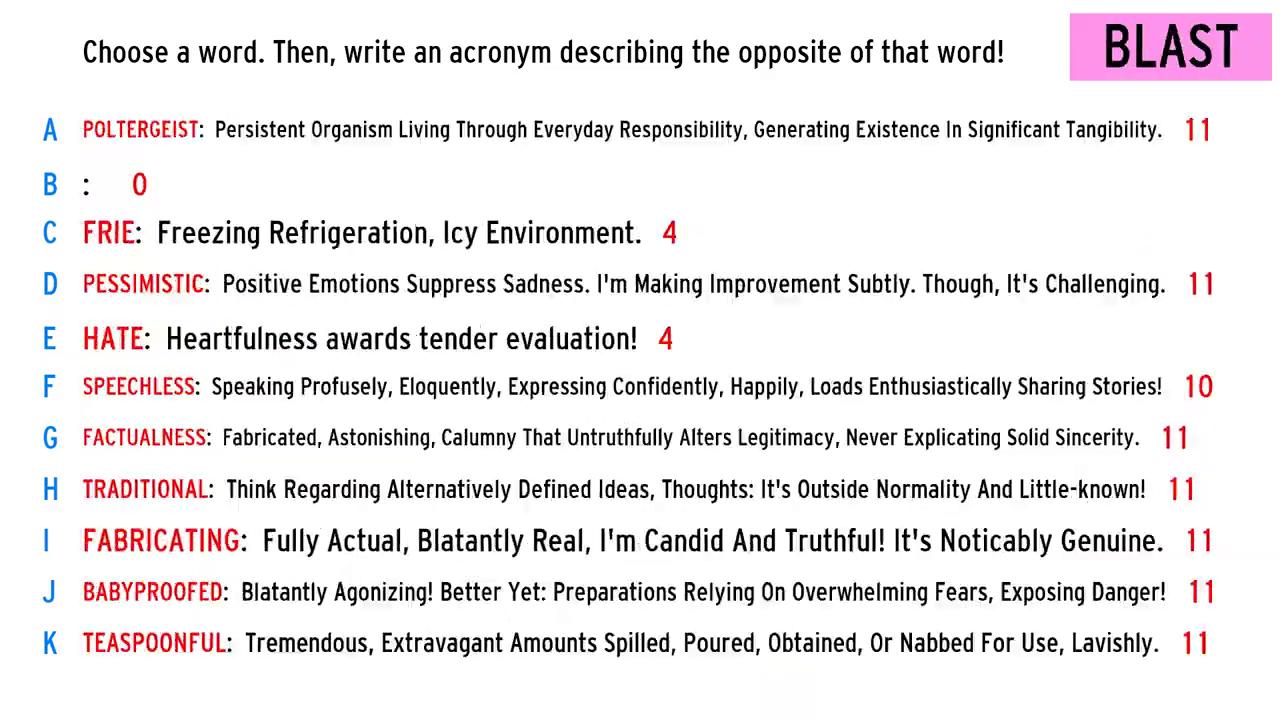 Choose a word. Then, write an acronym describing the opposite of that word!
BLAST
A POLTERGEIST: Persistent Organism Living Through Everyday Responsibility, Generating Existence In Significant Tangibility. 11
B : 0
C FRIE: Freezing Refrigeration, Icy Environment. 4
D PESSIMISTIC: Positive Emotions Suppress Sadness. I'm Making Improvement Subtly. Though, It's Challenging. 11
E HATE: Heartfulness awards tender evaluation! 4
F SPEECHLESS: Speaking Profusely, Eloquently, Expressing Confidently, Happily, Loads Enthusiastically Sharing Stories! 10
G FACTUALNESS: Fabricated, Astonishing, Calumny That Untruthfully Alters Legitimacy, Never Explicating Solid Sincerity. 11
H TRADITIONAL: Think Regarding Alternatively Defined Ideas, Thoughts: It's Outside Normality And Little-known! 11
I FABRICATING: Fully Actual, Blatantly Real, I'm Candid And Truthful! It's Noticably Genuine. 11
J BABYPROOFED: Blatantly Agonizing! Better Yet: Preparations Relying On Overwhelming Fears, Exposing Danger! 11
K TEASPOONFUL: Tremendous, Extravagant Amounts Spilled, Poured, Obtained, Or Nabbed For Use, Lavishly. 11